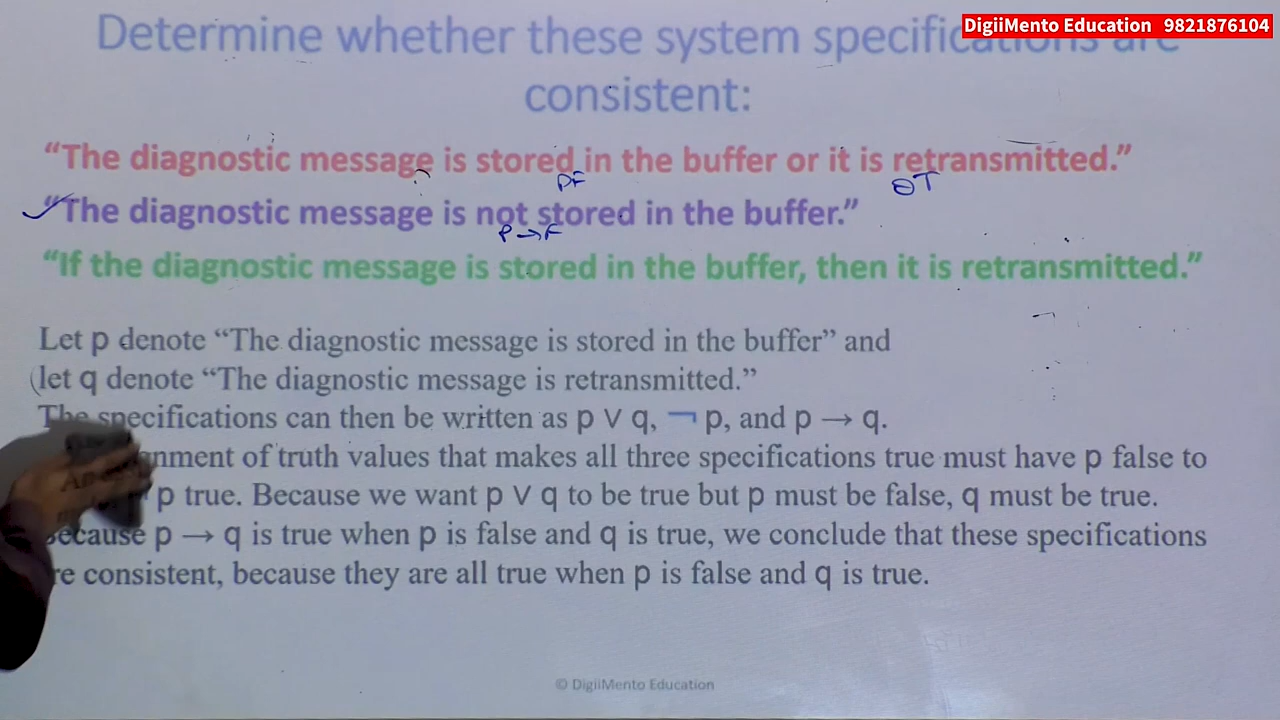 DigiiMento Education 9821876104
Determine whether these system specifications are
consistent:
“The diagnostic message is stored in the buffer or it is retransmitted.”
PF
ΘT
“The diagnostic message is not stored in the buffer.”
P→F
“If the diagnostic message is stored in the buffer, then it is retransmitted.”
Let p denote “The diagnostic message is stored in the buffer” and
let q denote “The diagnostic message is retransmitted.”
The specifications can then be written as p ∨ q, ¬ p, and p → q.
of truth values that makes all three specifications true must have p false to
p true. Because we want p ∨ q to be true but p must be false, q must be true.
Because p → q is true when p is false and q is true, we conclude that these specifications
are consistent, because they are all true when p is false and q is true.
© DigiiMento Education